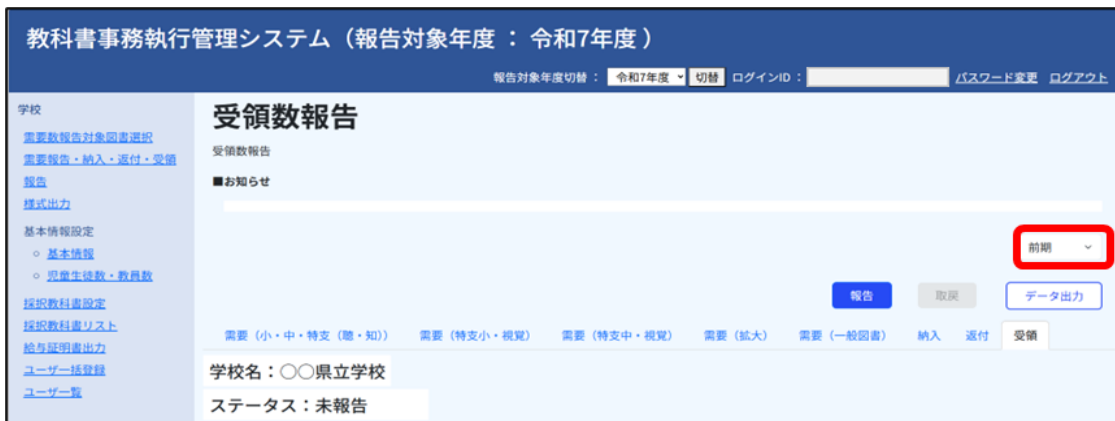 教科書事務執行管理システム（報告対象年度 ： 令和7年度 ）
報告対象年度切替 ： 令和7年度 切替 ログインID ： パスワード変更 ログアウト
学校
需要数報告対象図書選択
需要報告・納入・返付・受領
報告
様式出力
基本情報設定
基本情報
児童生徒数・教員数
採択教科書設定
採択教科書リスト
給与証明書出力
ユーザー括登録
ユーザ一覧
受領数報告
受領数報告
■お知らせ
前期
報告 取戻 データ出力
需要（小・中・特支（聴・知）） 需要（特支小・視覚） 需要（特支中・視覚） 需要（拡大） 需要（一般図書） 納入 返付 受領
学校名：〇〇県立学校
ステータス：未報告